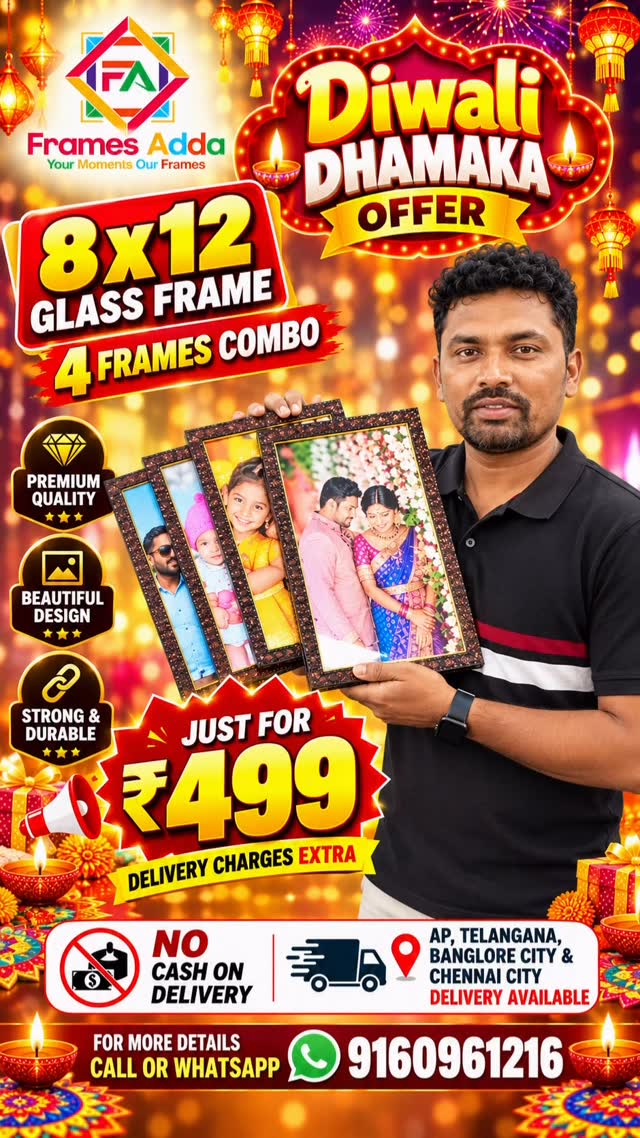 FA
Frames Adda
Your Moments Our Frames
Diwali
DHAMAKA
OFFER
8x12
GLASS FRAME
4 FRAMES COMBO
PREMIUM
QUALITY
BEAUTIFUL
DESIGN
STRONG &
DURABLE
JUST FOR
₹499
DELIVERY CHARGES EXTRA
NO
CASH ON
DELIVERY
AP, TELANGANA,
BANGLORE CITY &
CHENNAI CITY
DELIVERY AVAILABLE
FOR MORE DETAILS
CALL OR WHATSAPP
9160961216